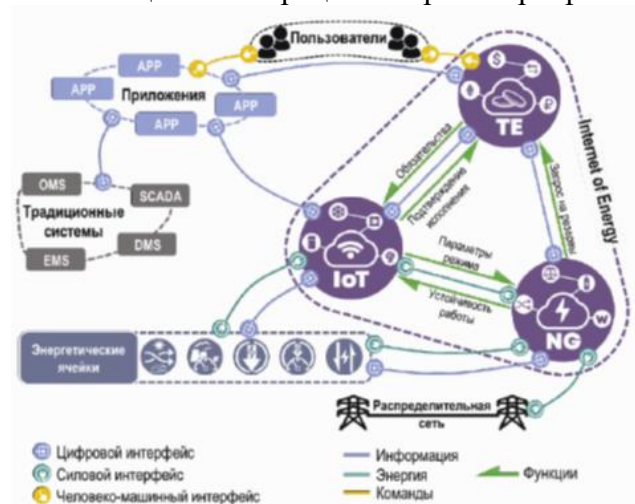 Пользователи
APP
APP
Приложения
APP
APP
$
₽
TE
Internet of Energy
Обязательства
Подтверждение
исполнения
Запрос на резервы
OMS
SCADA
Традиционные
системы
DMS
EMS
IoT
Параметры
режима
Устойчивость
работы
W
NG
Энергетические
ячейки
Распределительная
сеть
Цифровой интерфейс
Силовой интерфейс
Человеко-машинный интерфейс
Информация
Энергия
Команды
Функции